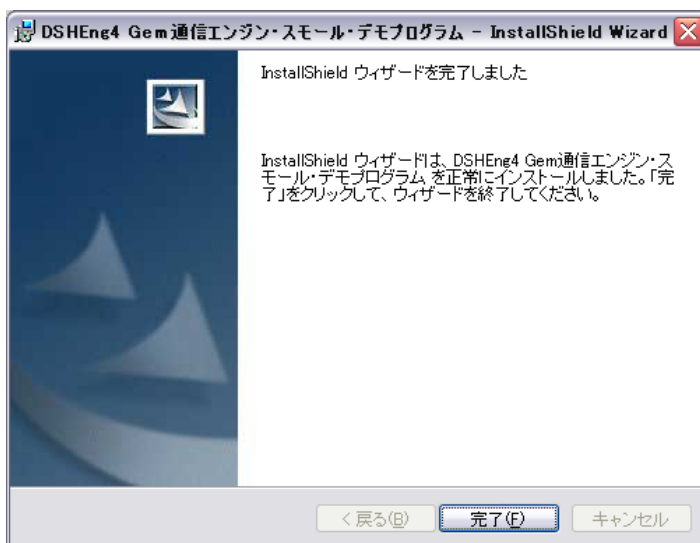 DSHEng4 Gem通信エンジン・スモール・デモプログラム - InstallShield Wizard
InstallShield ウィザードを完了しました
InstallShield ウィザードは、DSHEng4 Gem通信エンジン・ス
モール・デモプログラム を正常にインストールしました。「完
了」をクリックして、ウィザードを終了してください。
< 戻る(B)
完了(F)
キャンセル